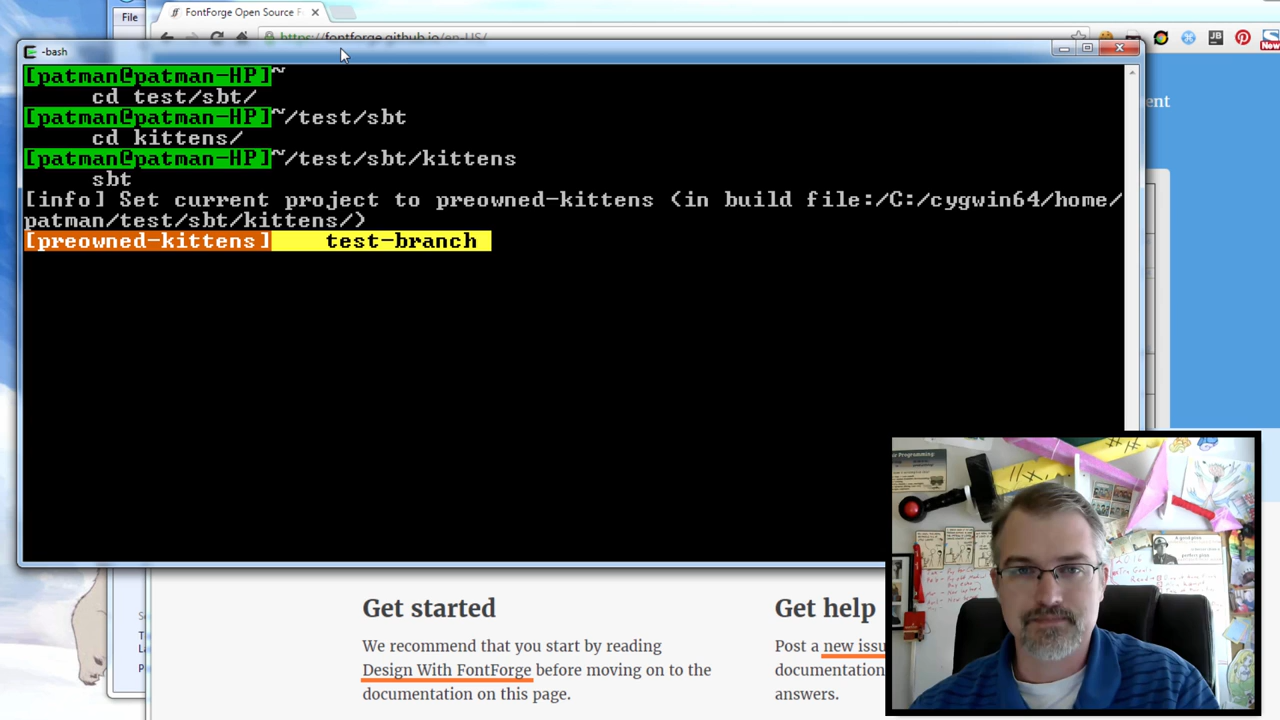 FontForge Open Source F
File
https://fontforge.github.io/en-US/
-bash
[patman@patman-HP]~
cd test/sbt/
[patman@patman-HP]~/test/sbt
cd kittens/
[patman@patman-HP]~/test/sbt/kittens
sbt
[info] Set current project to preowned-kittens (in build file:/C:/cygwin64/home/
patman/test/sbt/kittens/)
[preowned-kittens] test-branch
ent
JB
Now
Get started
We recommend that you start by reading
Design With FontForge before moving on to the
documentation on this page.
Get help
Post a new issu
documentation
answers.